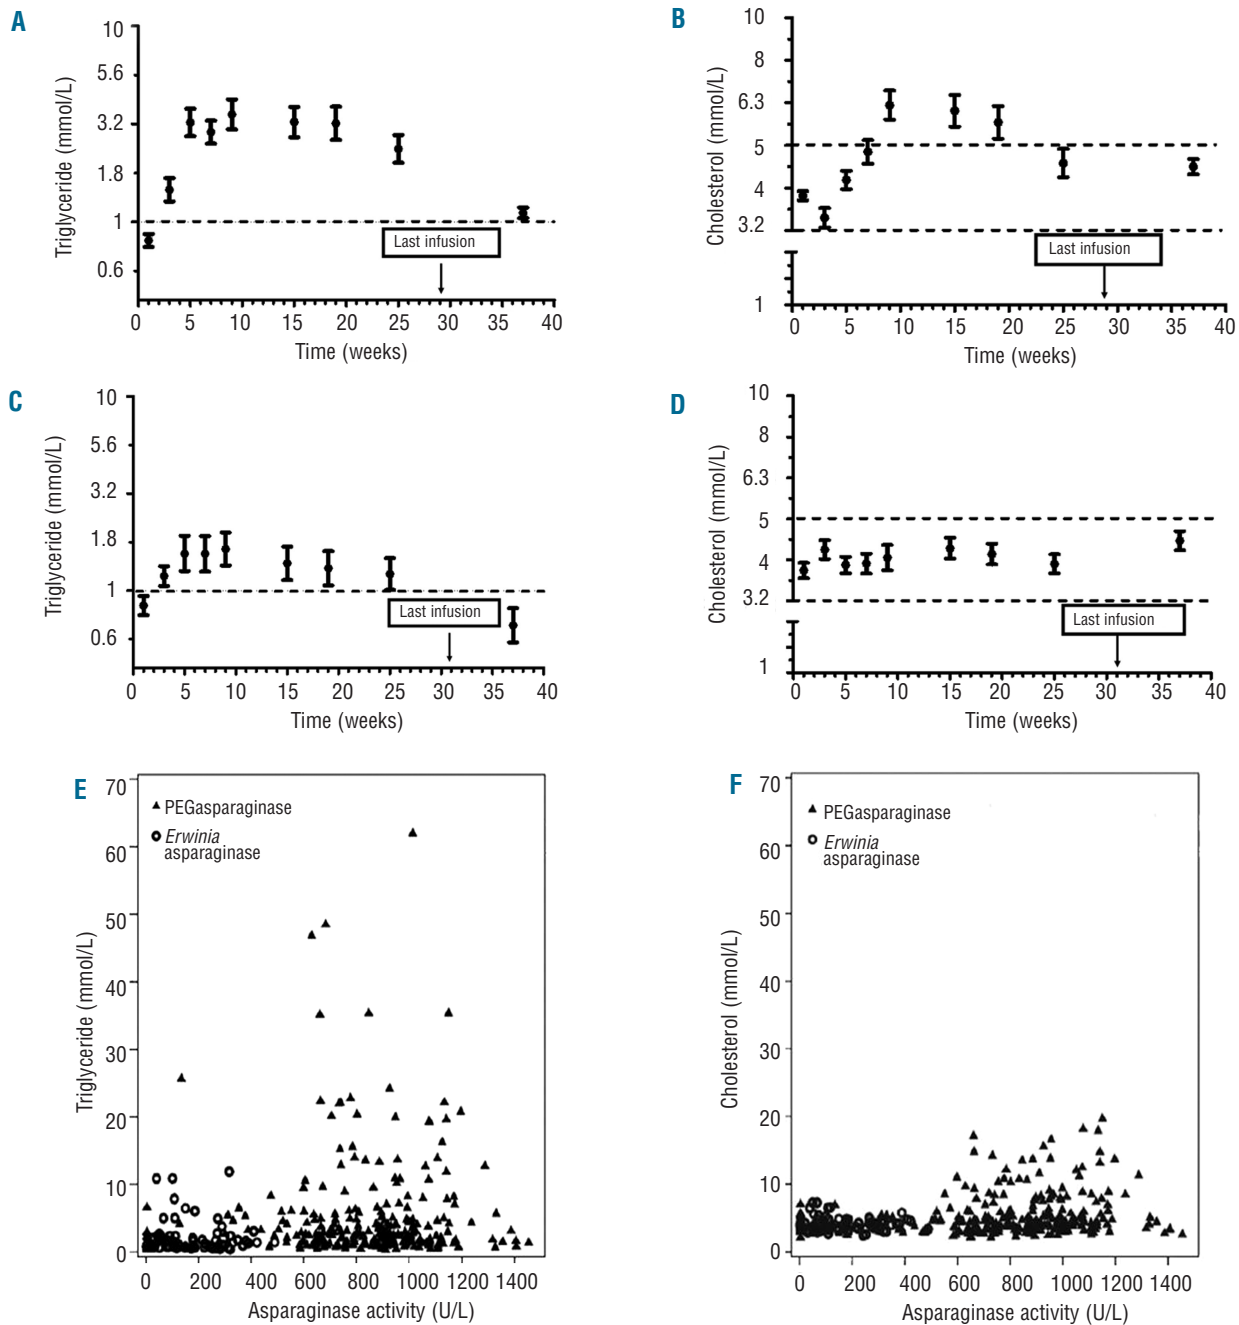 A
10
5.6
3.2
1.8
1
0.6
Triglyceride (mmol/L)
Last infusion
0 5 10 15 20 25 30 35 40
Time (weeks)
B
10
8
6.3
5
4
3.2
1
Cholesterol (mmol/L)
Last infusion
0 5 10 15 20 25 30 35 40
Time (weeks)
C
10
5.6
3.2
1.8
1
0.6
Triglyceride (mmol/L)
Last infusion
0 5 10 15 20 25 30 35 40
Time (weeks)
D
10
8
6.3
5
4
3.2
1
Cholesterol (mmol/L)
Last infusion
0 5 10 15 20 25 30 35 40
Time (weeks)
E
70
60
50
40
30
20
10
0
Triglyceride (mmol/L)
PEGasparaginase
Erwinia
asparaginase
0 200 400 600 800 1000 1200 1400
Asparaginase activity (U/L)
F
70
60
50
40
30
20
10
0
Cholesterol (mmol/L)
PEGasparaginase
Erwinia
asparaginase
0 200 400 600 800 1000 1200 1400
Asparaginase activity (U/L)